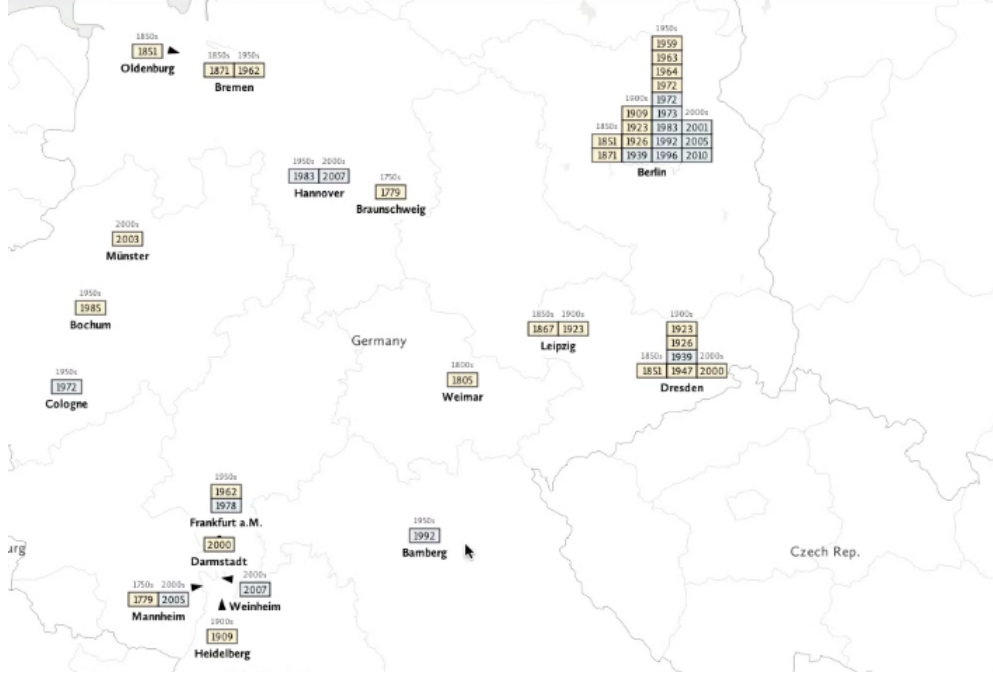 1850s
1851
Oldenburg
1850s 1950s
1871 1962
Bremen
1950s
1959
1963
1964
1972
1972
1900s
1909 1973 2000s
1850s 1923 1983 2001
1851 1926 1992 2005
1871 1939 1996 2010
Berlin
1950s 2000s
1983 2007
Hannover
1750s
1779
Braunschweig
2000s
2003
Münster
1950s
1985
Bochum
1850s 1900s
1867 1923
Leipzig
1900s
1923
1926
1850s 1939 2000s
1851 1947 2000
Dresden
Germany
1800s
1805
Weimar
1950s
1972
Cologne
1950s
1962
1978
Frankfurt a.M.
2000
Darmstadt
1950s
1992
Bamberg
urg
Czech Rep.
1750s 2000s
1779 2005
Mannheim
2000s
2007
Weinheim
1900s
1909
Heidelberg